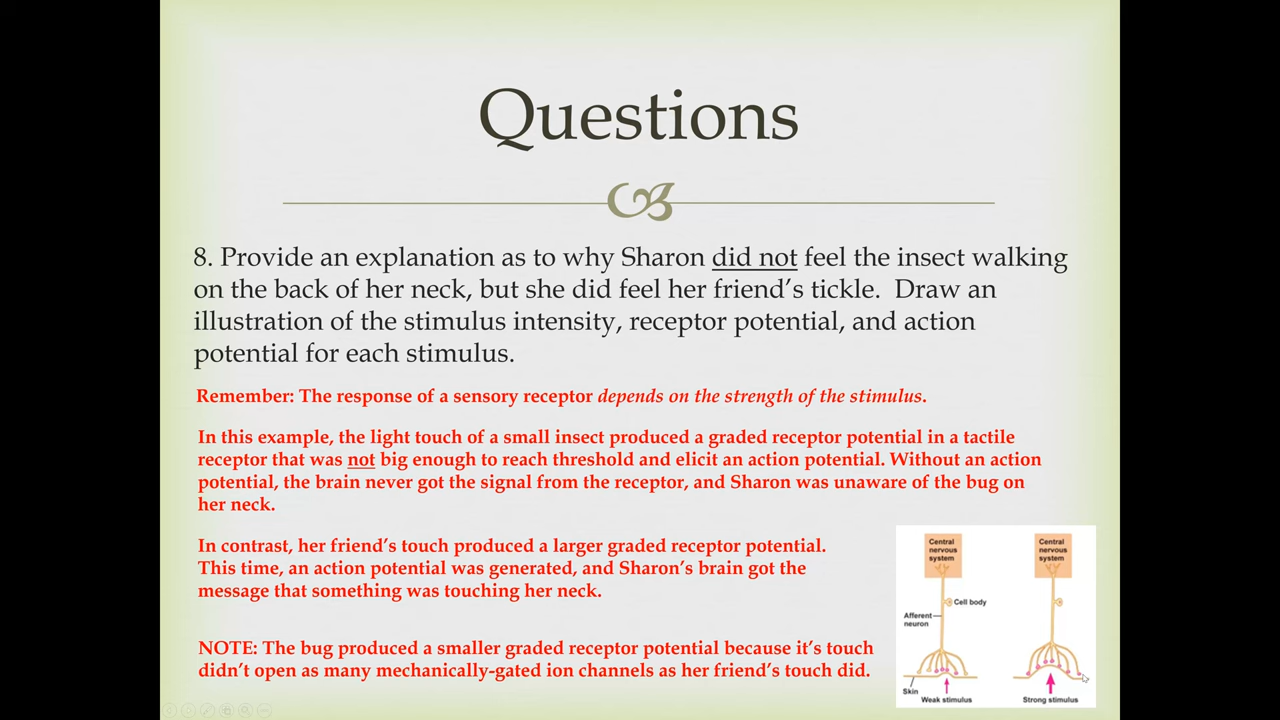 Questions
8. Provide an explanation as to why Sharon did not feel the insect walking
on the back of her neck, but she did feel her friend's tickle. Draw an
illustration of the stimulus intensity, receptor potential, and action
potential for each stimulus.
Remember: The response of a sensory receptor depends on the strength of the stimulus.
In this example, the light touch of a small insect produced a graded receptor potential in a tactile
receptor that was not big enough to reach threshold and elicit an action potential. Without an action
potential, the brain never got the signal from the receptor, and Sharon was unaware of the bug on
her neck.
In contrast, her friend's touch produced a larger graded receptor potential.
This time, an action potential was generated, and Sharon's brain got the
message that something was touching her neck.
NOTE: The bug produced a smaller graded receptor potential because it's touch
didn't open as many mechanically-gated ion channels as her friend's touch did.
Central
nervous
system
Cell body
Afferent
neuron
Skin
Weak stimulus
Central
nervous
system
Strong stimulus